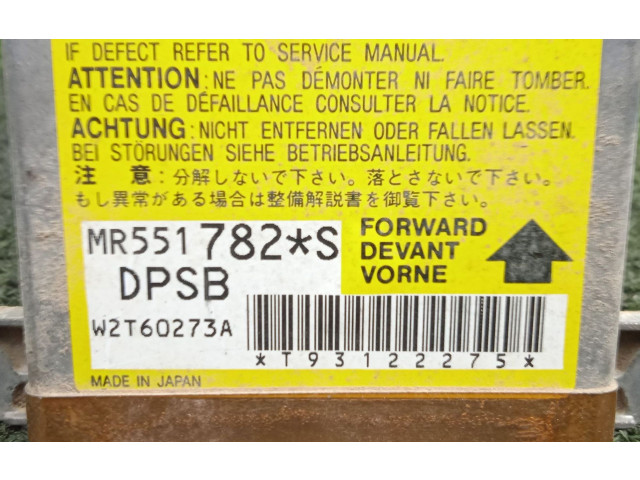 IF DEFECT REFER TO SERVICE MANUAL.
ATTENTION:NE PAS DÉMONTER NI FAIRE TOMBER.
EN CAS DE DÉFAILLANCE CONSULTER LA NOTICE.
ACHTUNG:NICHT ENTFERNEN ODER FALLEN LASSEN.
BEI STÖRUNGEN SIEHE BETRIEBSANLEITUNG.
注 意:分解しないで下さい。落とさないで下さい。
もし異常がある場合は整備解説書を御覧下さい。
MR551782*S
DPSB
W2T60273A
FORWARD
DEVANT
VORNE
*T93122275*
MADE IN JAPAN